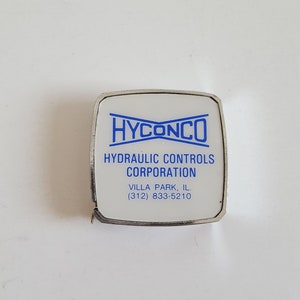 HYCONCO
HYDRAULIC CONTROLS
CORPORATION
VILLA PARK, IL
(312) 833-5210